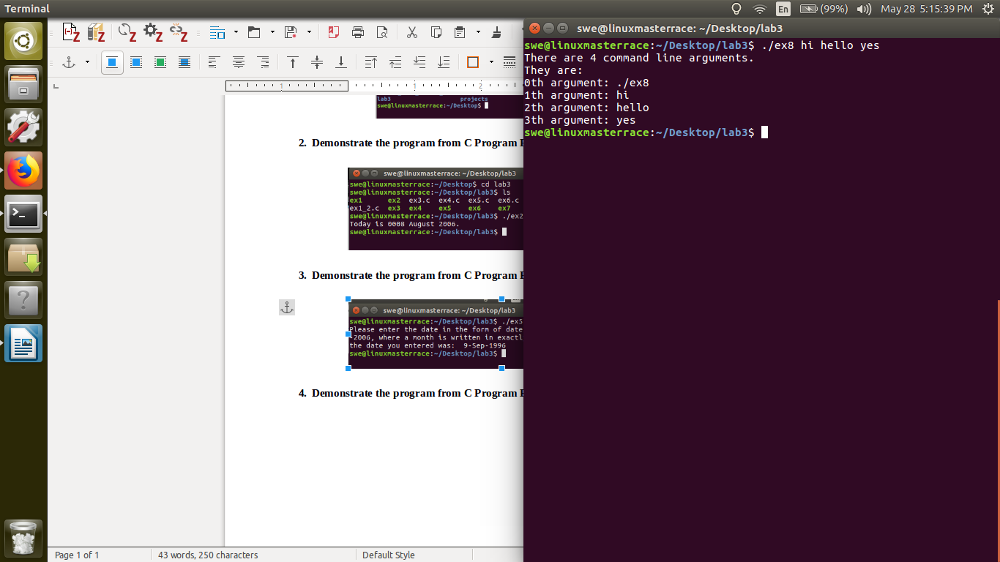 Terminal
En
(99%)
May 28 5:15:39 PM
1
1
2
lab3 projects
swe@linuxmasterrace:~/Desktop$
2. Demonstrate the program from C Program
swe@linuxmasterrace: ~/Desktop/lab3
swe@linuxmasterrace:~/Desktop$ cd lab3
swe@linuxmasterrace:~/Desktop/lab3$ ls
ex1 ex2 ex3.c ex4.c ex5.c ex6.c
ex1_2.c ex3 ex4 ex5 ex6 ex7
swe@linuxmasterrace:~/Desktop/lab3$ ./ex2
Today is 0008 August 2006.
swe@linuxmasterrace:~/Desktop/lab3$
3. Demonstrate the program from C Program
swe@linuxmasterrace: ~/Desktop/lab3
swe@linuxmasterrace:~/Desktop/lab3$ ./ex5
Please enter the date in the form of date
-2006, where a month is written in exactl
the date you entered was: 9-Sep-1996
swe@linuxmasterrace:~/Desktop/lab3$
4. Demonstrate the program from C Program
Page 1 of 1
43 words, 250 characters
Default Style
swe@linuxmasterrace: ~/Desktop/lab3
swe@linuxmasterrace:~/Desktop/lab3$ ./ex8 hi hello yes
There are 4 command line arguments.
They are:
0th argument: ./ex8
1th argument: hi
2th argument: hello
3th argument: yes
swe@linuxmasterrace:~/Desktop/lab3$